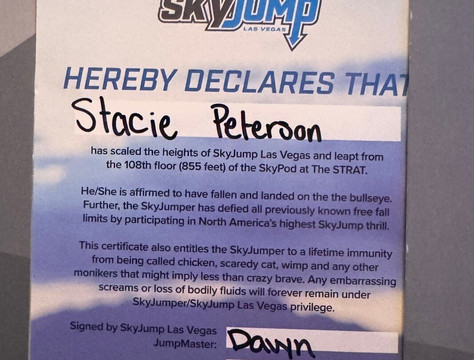 SKYJUMP
LAS VEGAS
HEREBY DECLARES THAT
Stacie Peterson
has scaled the heights of SkyJump Las Vegas and leapt from
the 108th floor (855 feet) of the SkyPod at The STRAT.
He/She is affirmed to have fallen and landed on the the bullseye.
Further, the SkyJumper has defied all previously known free fall
limits by participating in North America's highest SkyJump thrill.
This certificate also entitles the SkyJumper to a lifetime immunity
from being called chicken, scaredy cat, wimp and any other
monikers that might imply less than crazy brave. Any embarrassing
screams or loss of bodily fluids will forever remain under
SkyJumper/SkyJump Las Vegas privilege.
Signed by SkyJump Las Vegas
JumpMaster: Dawn